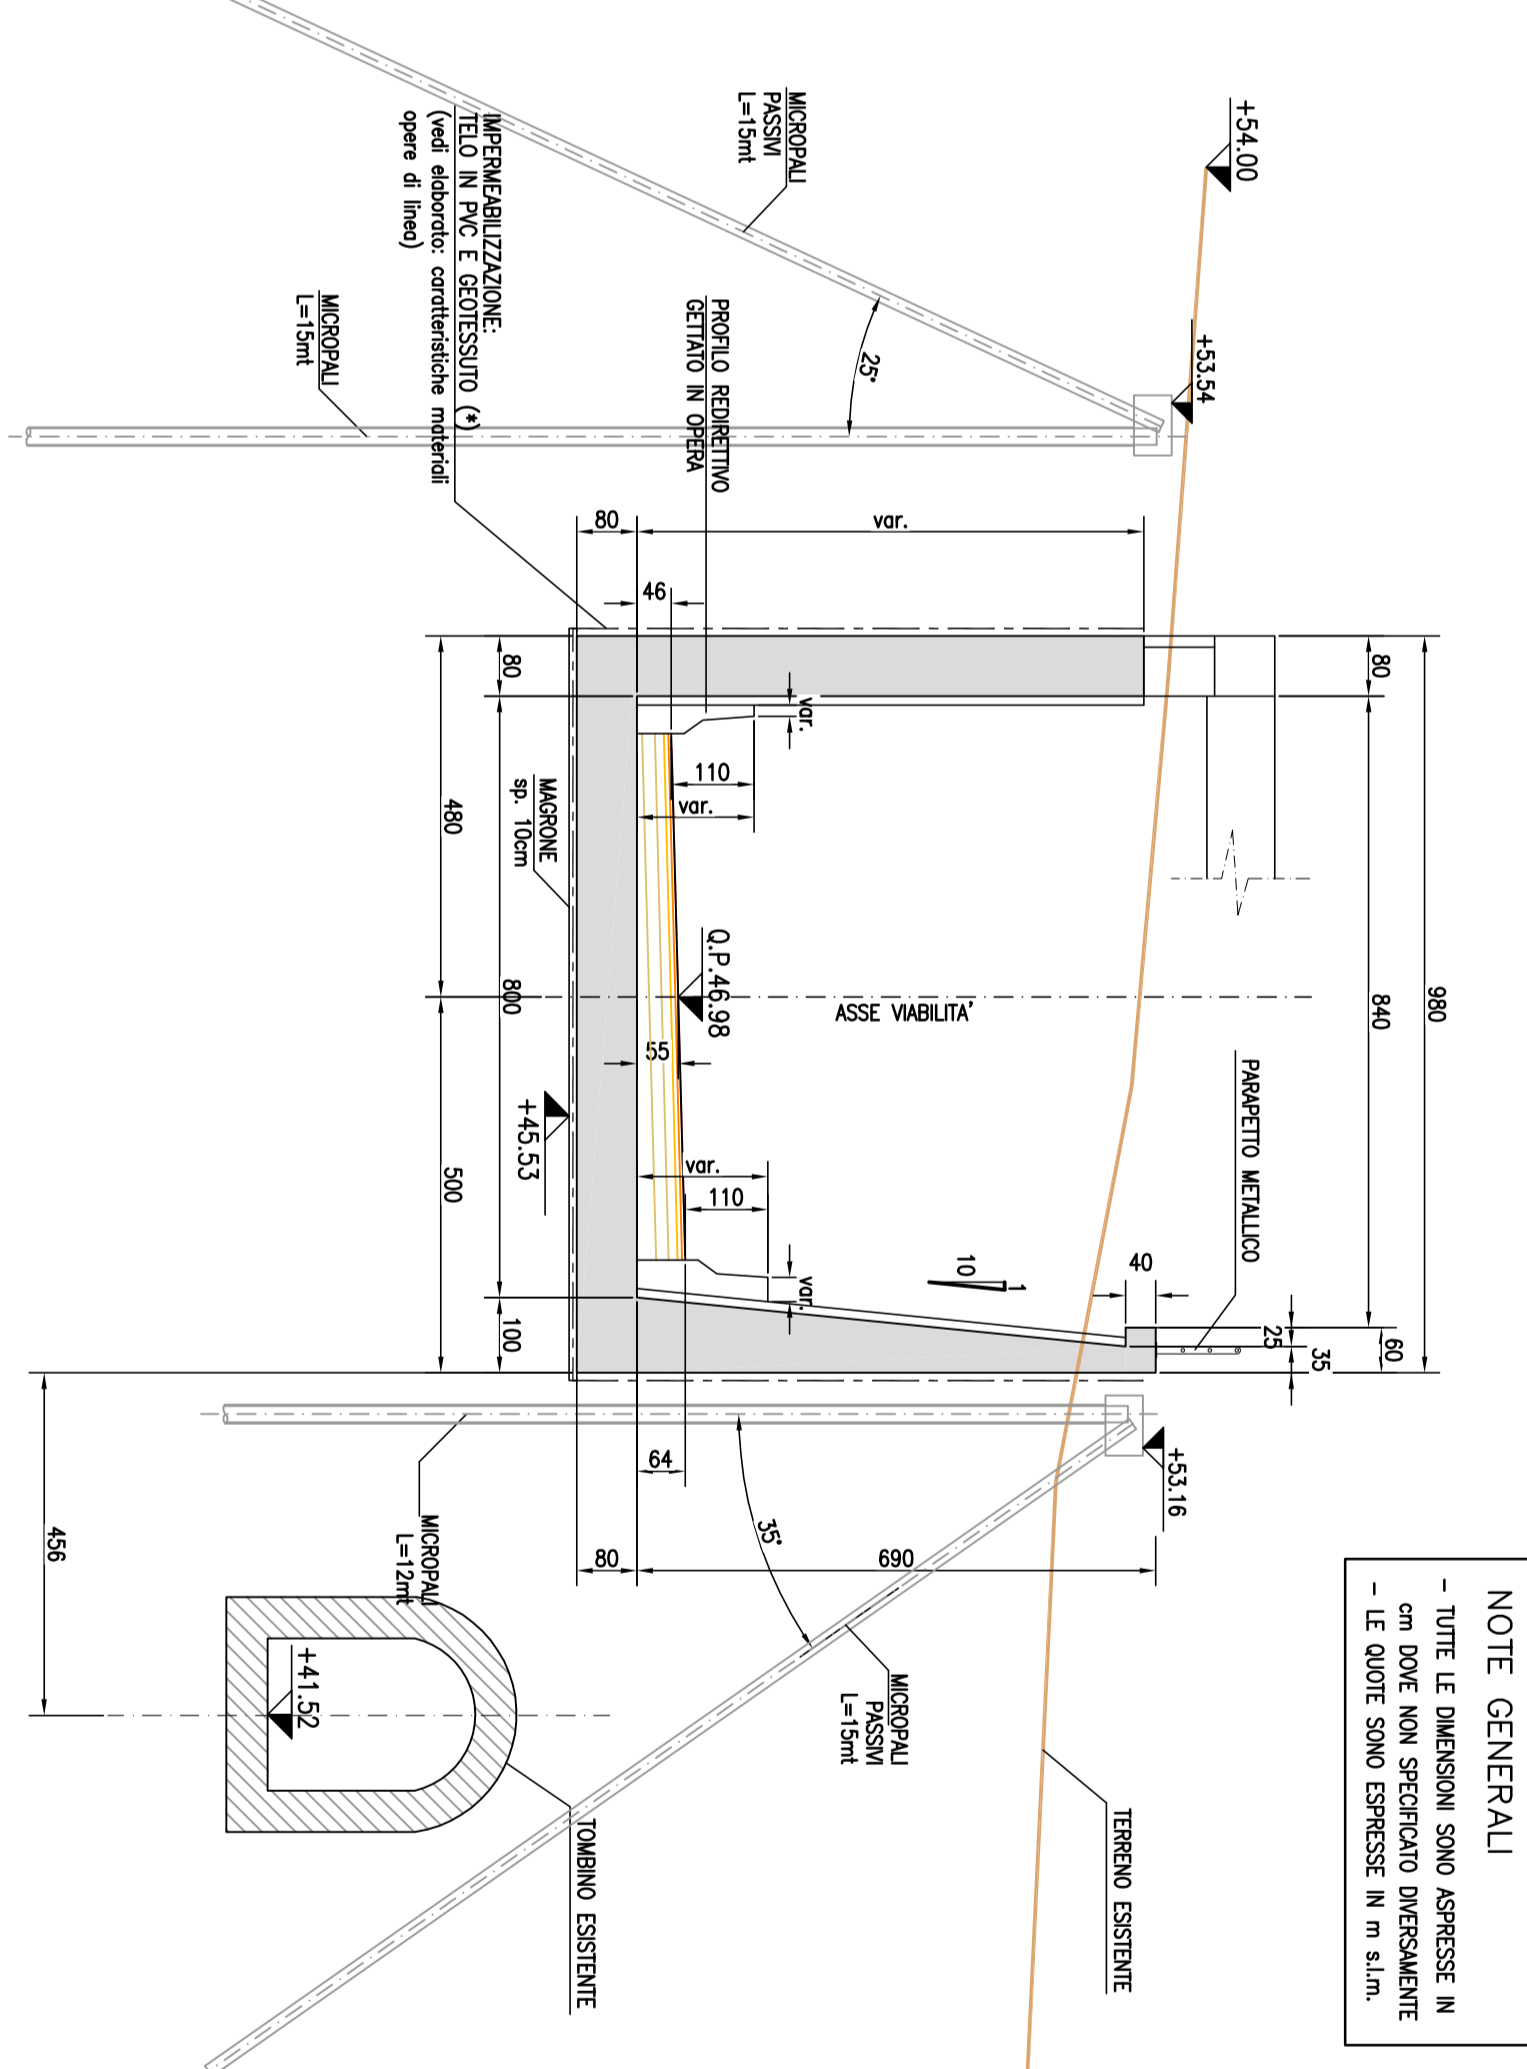 NOTE GENERALI
- TUTTE LE DIMENSIONI SONO ASPRESSE IN
cm DOVE NON SPECIFICATO DIVERSAMENTE
- LE QUOTE SONO ESPRESSE IN m s.l.m.
980
80
840
60
25
35
+54.00
+53.54
PARAPETTO METALLICO
40
+53.16
MICROPALI
PASSIVI
L=15mt
var.
ASSE VIABILITA'
10
1
690
MICROPALI
PASSIVI
L=15mt
TERRENO ESISTENTE
25°
35°
PROFILO REDIRETTIVO
GETTATO IN OPERA
var.
110
var.
Q.P.46.98
55
var.
110
var.
46
64
80
80
IMPERMEABILIZZAZIONE:
TELO IN PVC E GEOTESSUTO (*)
(vedi elaborato: caratteristiche materiali
opere di linea)
MICROPALI
L=15mt
MAGRONE
sp. 10cm
+45.53
80
800
100
480
500
MICROPALI
L=12mt
TOMBINO ESISTENTE
+41.52
456